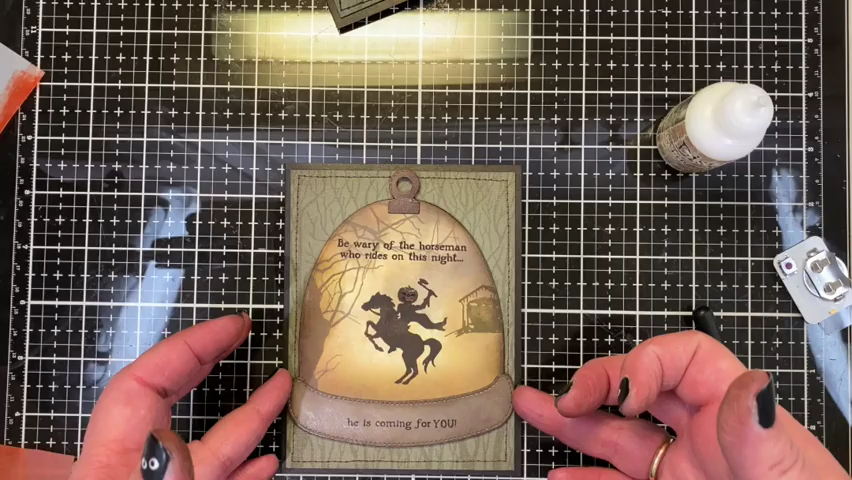 Be wary of the horseman
who rides on this night...
he is coming for YOU!